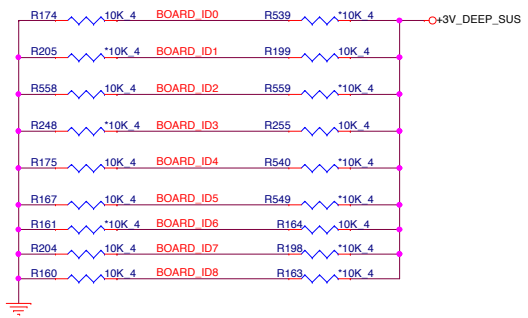 R174 10K_4 BOARD_ID0 R539 *10K_4 +3V_DEEP_SUS
R205 *10K_4 BOARD_ID1 R199 10K_4
R558 10K_4 BOARD_ID2 R559 *10K_4
R248 *10K_4 BOARD_ID3 R255 10K_4
R175 10K_4 BOARD_ID4 R540 *10K_4
R167 10K_4 BOARD_ID5 R549 *10K_4
R161 *10K_4 BOARD_ID6 R164 10K_4
R204 10K_4 BOARD_ID7 R198 *10K_4
R160 10K_4 BOARD_ID8 R163 *10K_4